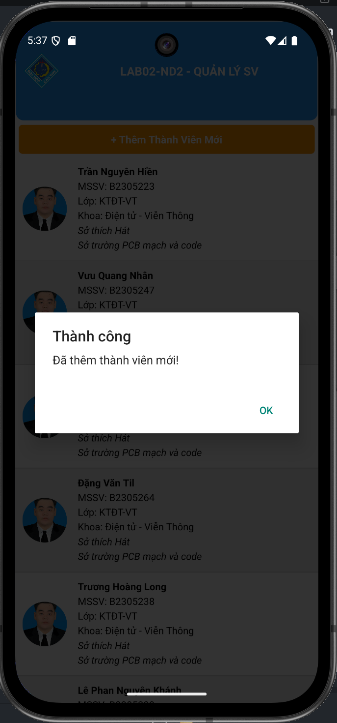 5:37
LAB02-ND2 - QUẢN LÝ SV
+ Thêm Thành Viên Mới
Trần Nguyên Hiền
MSSV: B2305223
Lớp: KTĐT-VT
Khoa: Điện tử - Viễn Thông
Sở thích Hát
Sở trường PCB mạch và code
Vưu Quang Nhân
MSSV: B2305247
Lớp: KTĐT-VT
Thành công
Đã thêm thành viên mới!
OK
Sở thích Hát
Sở trường PCB mạch và code
Đặng Văn Til
MSSV: B2305264
Lớp: KTĐT-VT
Khoa: Điện tử - Viễn Thông
Sở thích Hát
Sở trường PCB mạch và code
Trương Hoàng Long
MSSV: B2305238
Lớp: KTĐT-VT
Khoa: Điện tử - Viễn Thông
Sở thích Hát
Sở trường PCB mạch và code
Lê Phan Nguyên Khánh